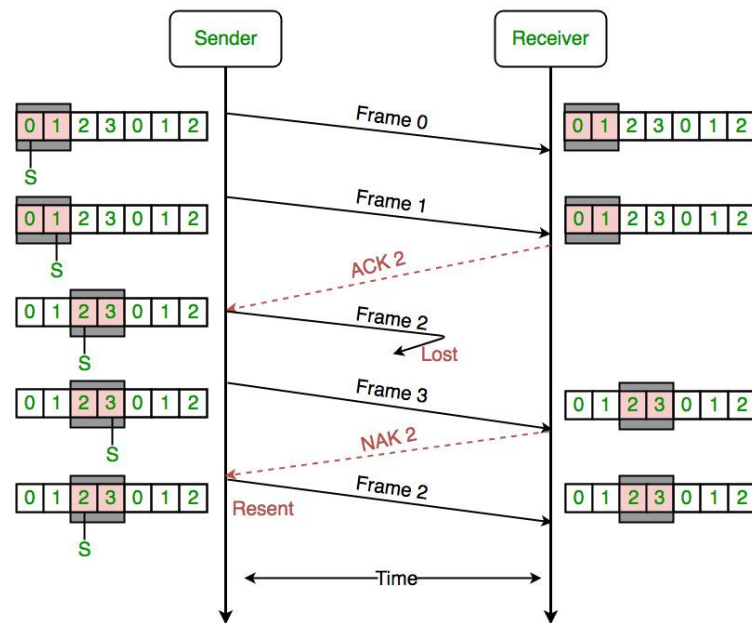 Sender
Receiver
0 1 2 3 0 1 2
S
Frame 0
0 1 2 3 0 1 2
0 1 2 3 0 1 2
S
Frame 1
0 1 2 3 0 1 2
ACK 2
0 1 2 3 0 1 2
S
Frame 2
Lost
0 1 2 3 0 1 2
S
Frame 3
0 1 2 3 0 1 2
NAK 2
0 1 2 3 0 1 2
S
Resent
Frame 2
0 1 2 3 0 1 2
Time